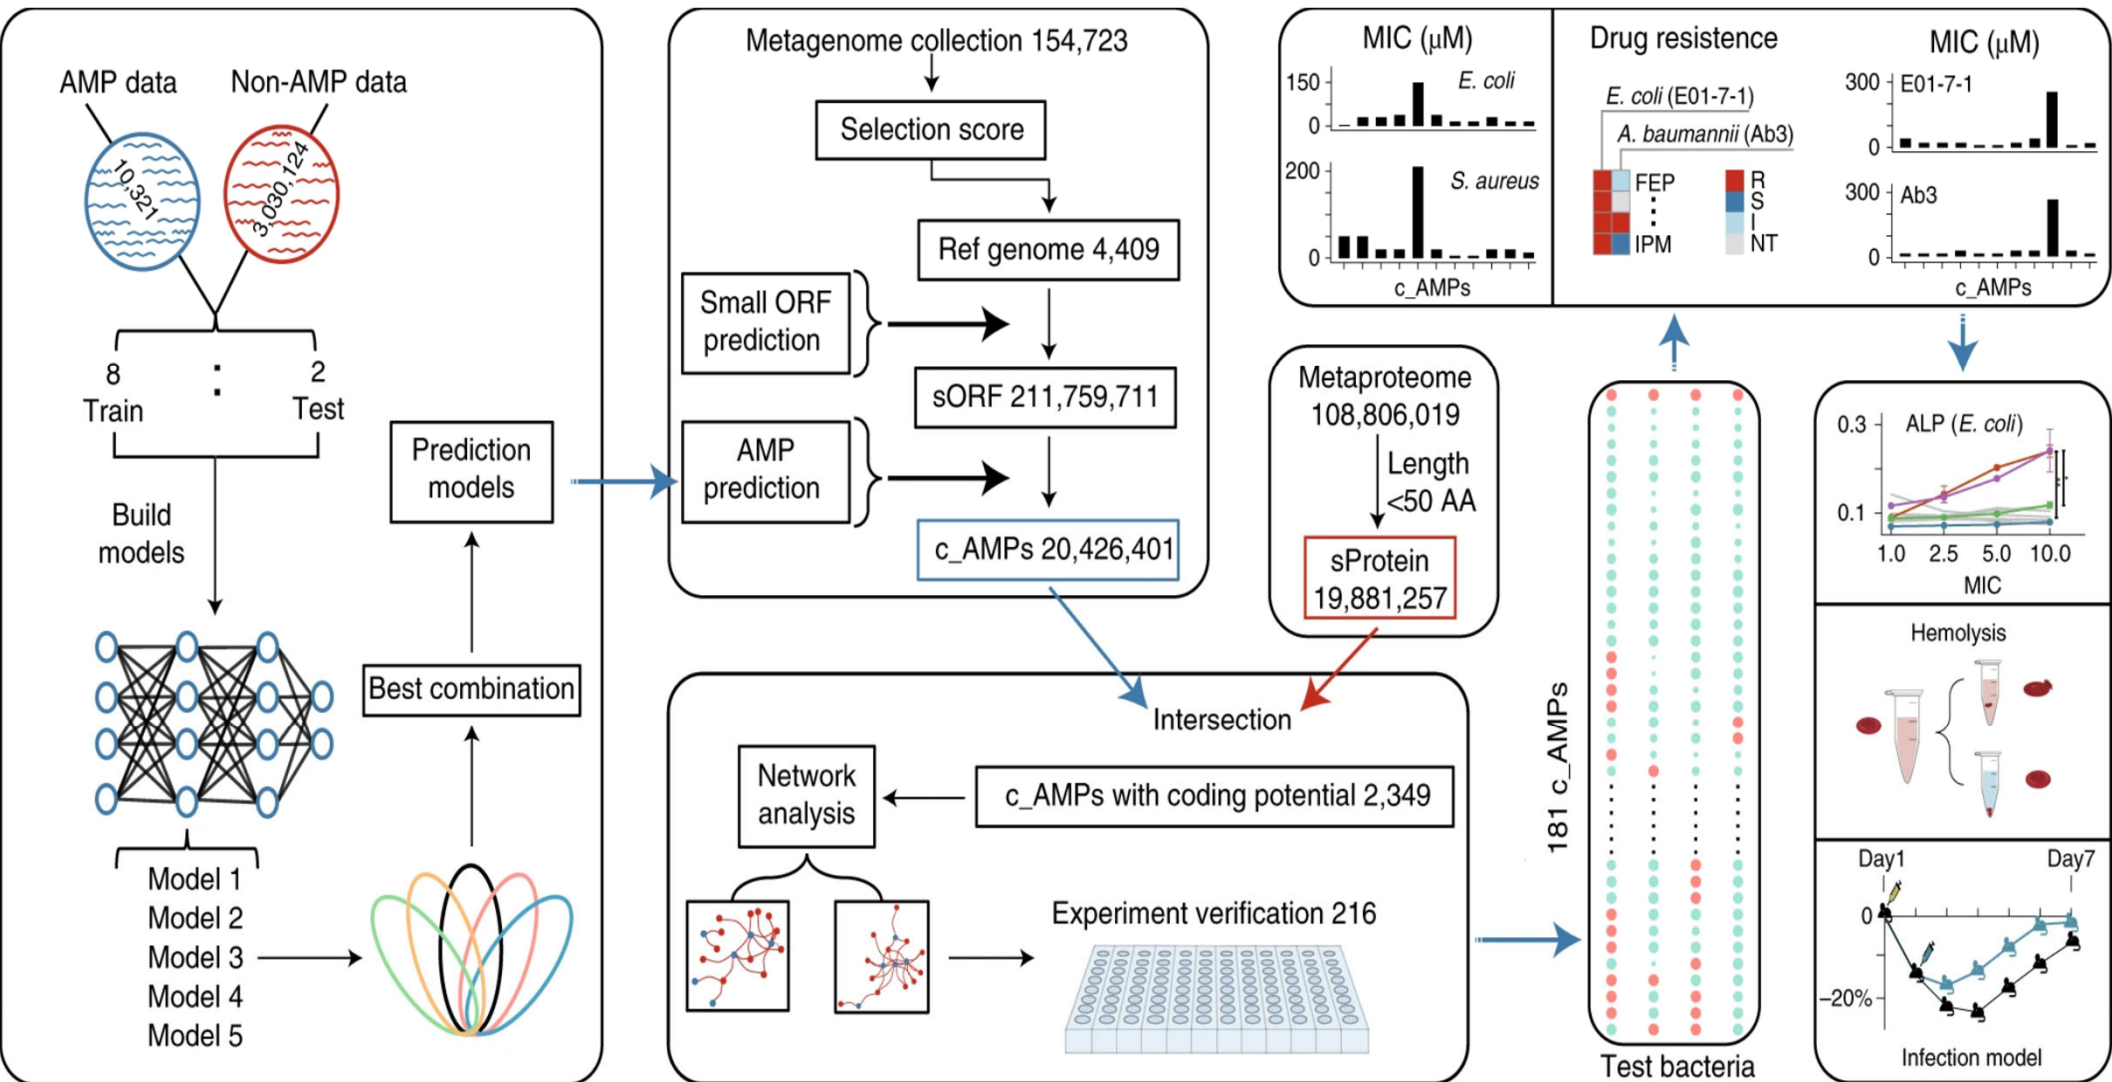 AMP data
Non-AMP data
10,321
3,030,124
8
:
2
Train
Test
Build
models
Model 1
Model 2
Model 3
Model 4
Model 5
Best combination
Prediction
models
Metagenome collection 154,723
Selection score
Ref genome 4,409
Small ORF
prediction
sORF 211,759,711
AMP
prediction
c_AMPs 20,426,401
Metaproteome
108,806,019
Length
<50 AA
sProtein
19,881,257
Intersection
c_AMPs with coding potential 2,349
Network
analysis
Experiment verification 216
181 c_AMPs
Test bacteria
MIC (μM)
150
0
E. coli
200
0
S. aureus
c_AMPs
Drug resistence
E. coli (E01-7-1)
A. baumannii (Ab3)
FEP
IPM
R
S
I
NT
MIC (μM)
300
0
E01-7-1
300
0
Ab3
c_AMPs
ALP (E. coli)
0.3
0.1
1.0 2.5 5.0 10.0
MIC
Hemolysis
Day1
Day7
0
–20%
Infection model